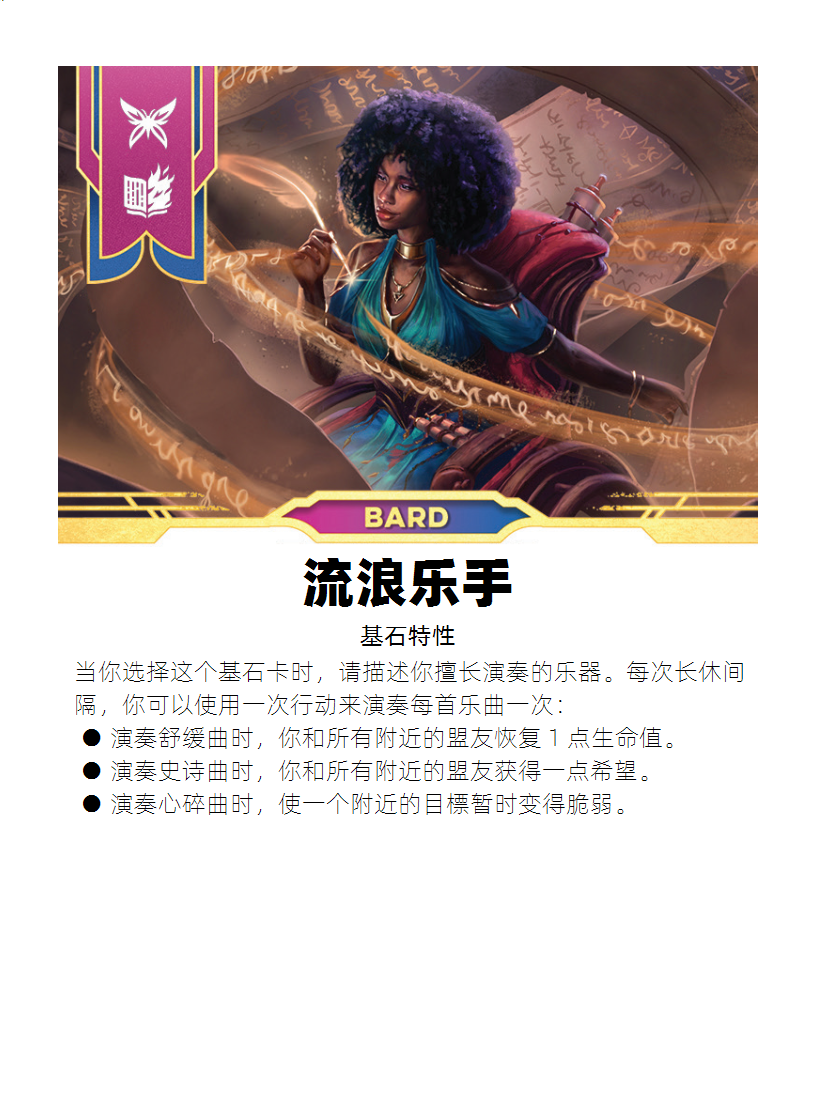 BARD
流浪乐手
基石特性
当你选择这个基石卡时，请描述你擅长演奏的乐器。每次长休间
隔，你可以使用一次行动来演奏每首乐曲一次：
● 演奏舒缓曲时，你和所有附近的盟友恢复 1 点生命值。
● 演奏史诗曲时，你和所有附近的盟友获得一点希望。
● 演奏心碎曲时，使一个附近的目標暂时变得脆弱。